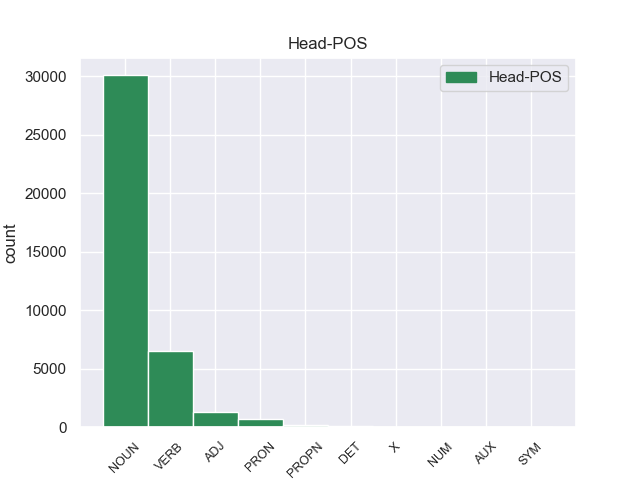 Head-POS
Head-POS
30000
25000
20000
15000
10000
5000
0
count
NOUN
VERB
ADJ
PRON
PROPN
DET
X
NUM
AUX
SYM